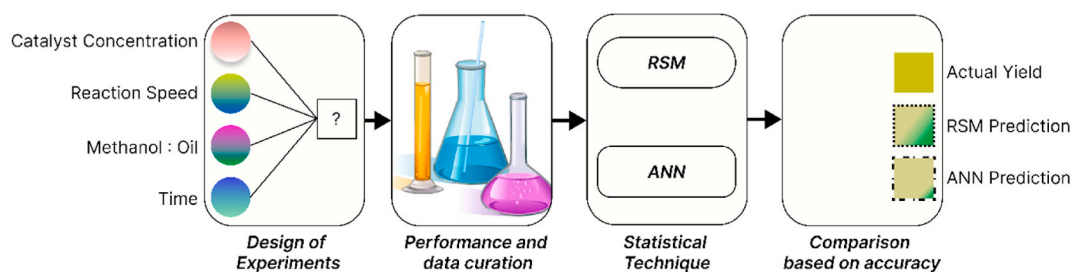 Catalyst Concentration
Reaction Speed
Methanol : Oil
Time
?
RSM
ANN
Actual Yield
RSM Prediction
ANN Prediction
Design of
Experiments
Performance and
data curation
Statistical
Technique
Comparison
based on accuracy